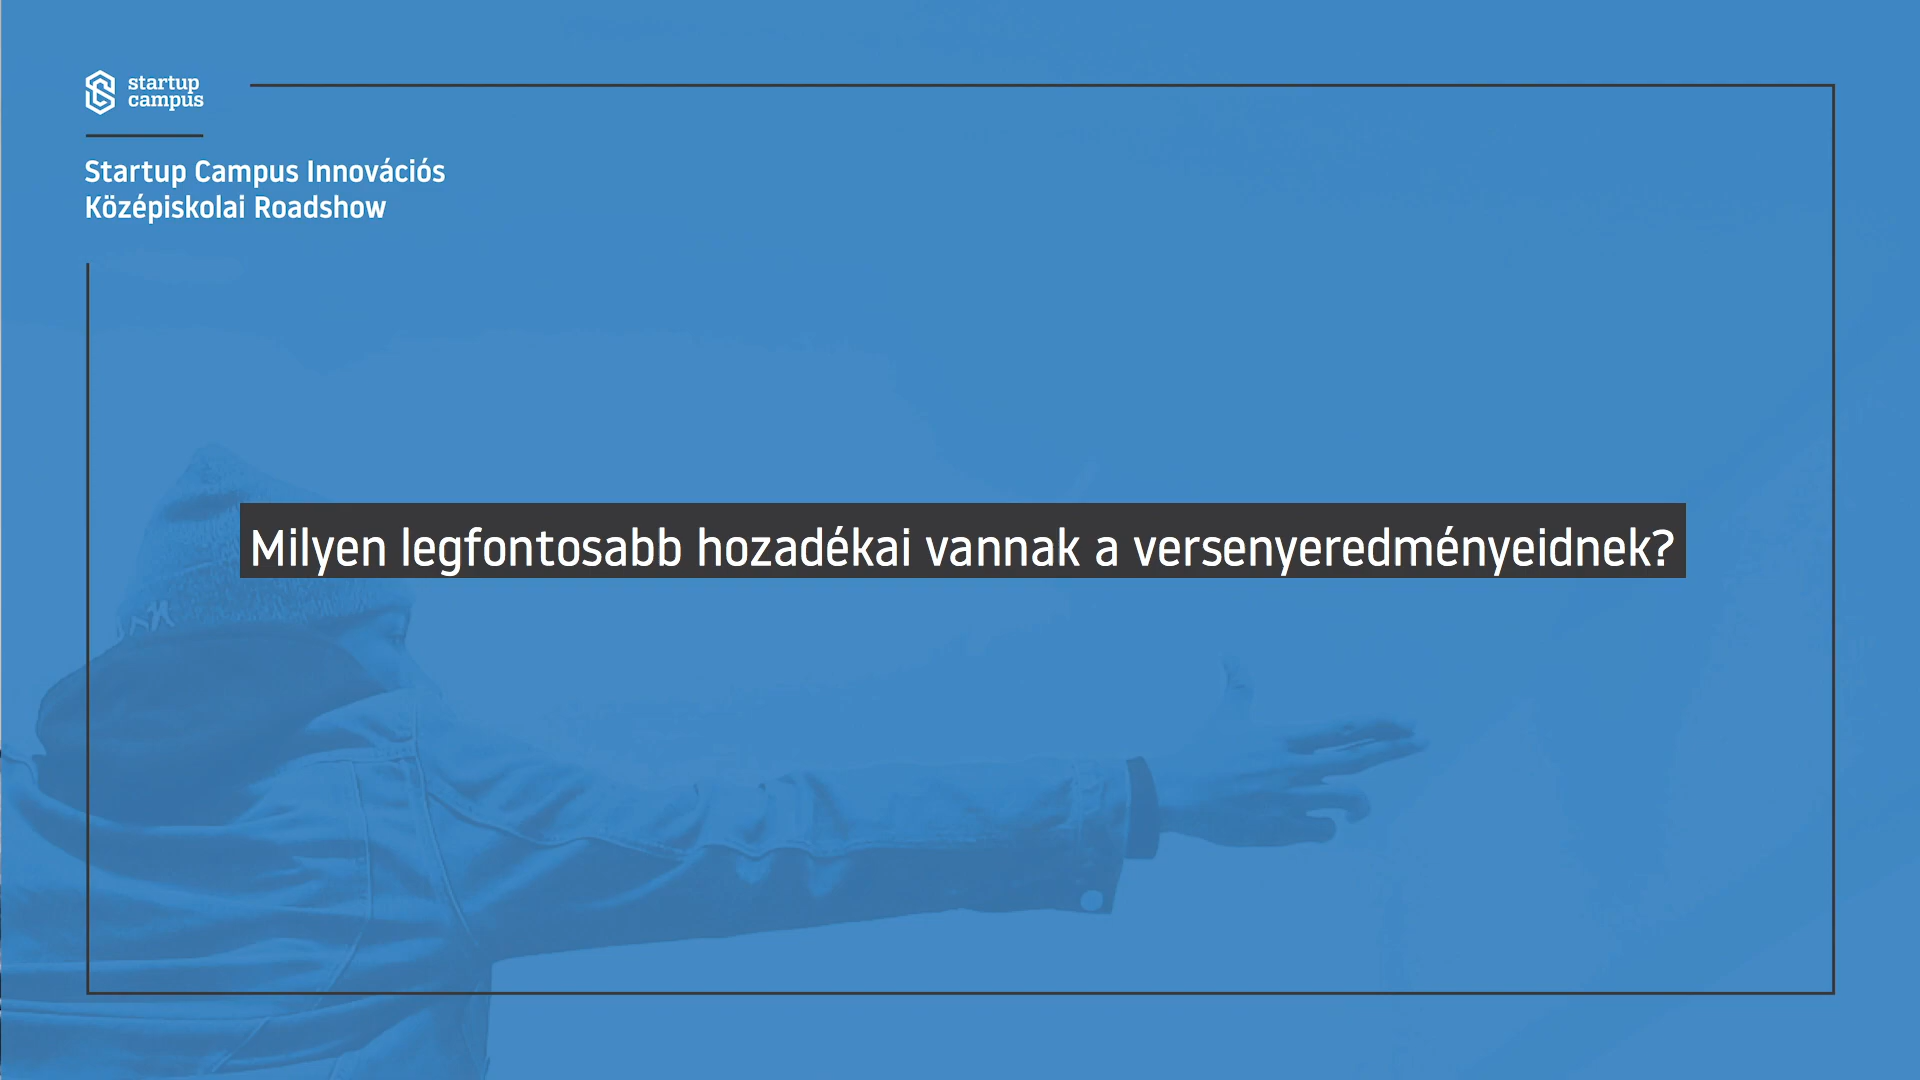 startup
campus
Startup Campus Innovációs
Középiskolai Roadshow
Milyen legfontosabb hozadékai vannak a versenyeredményeidnek?